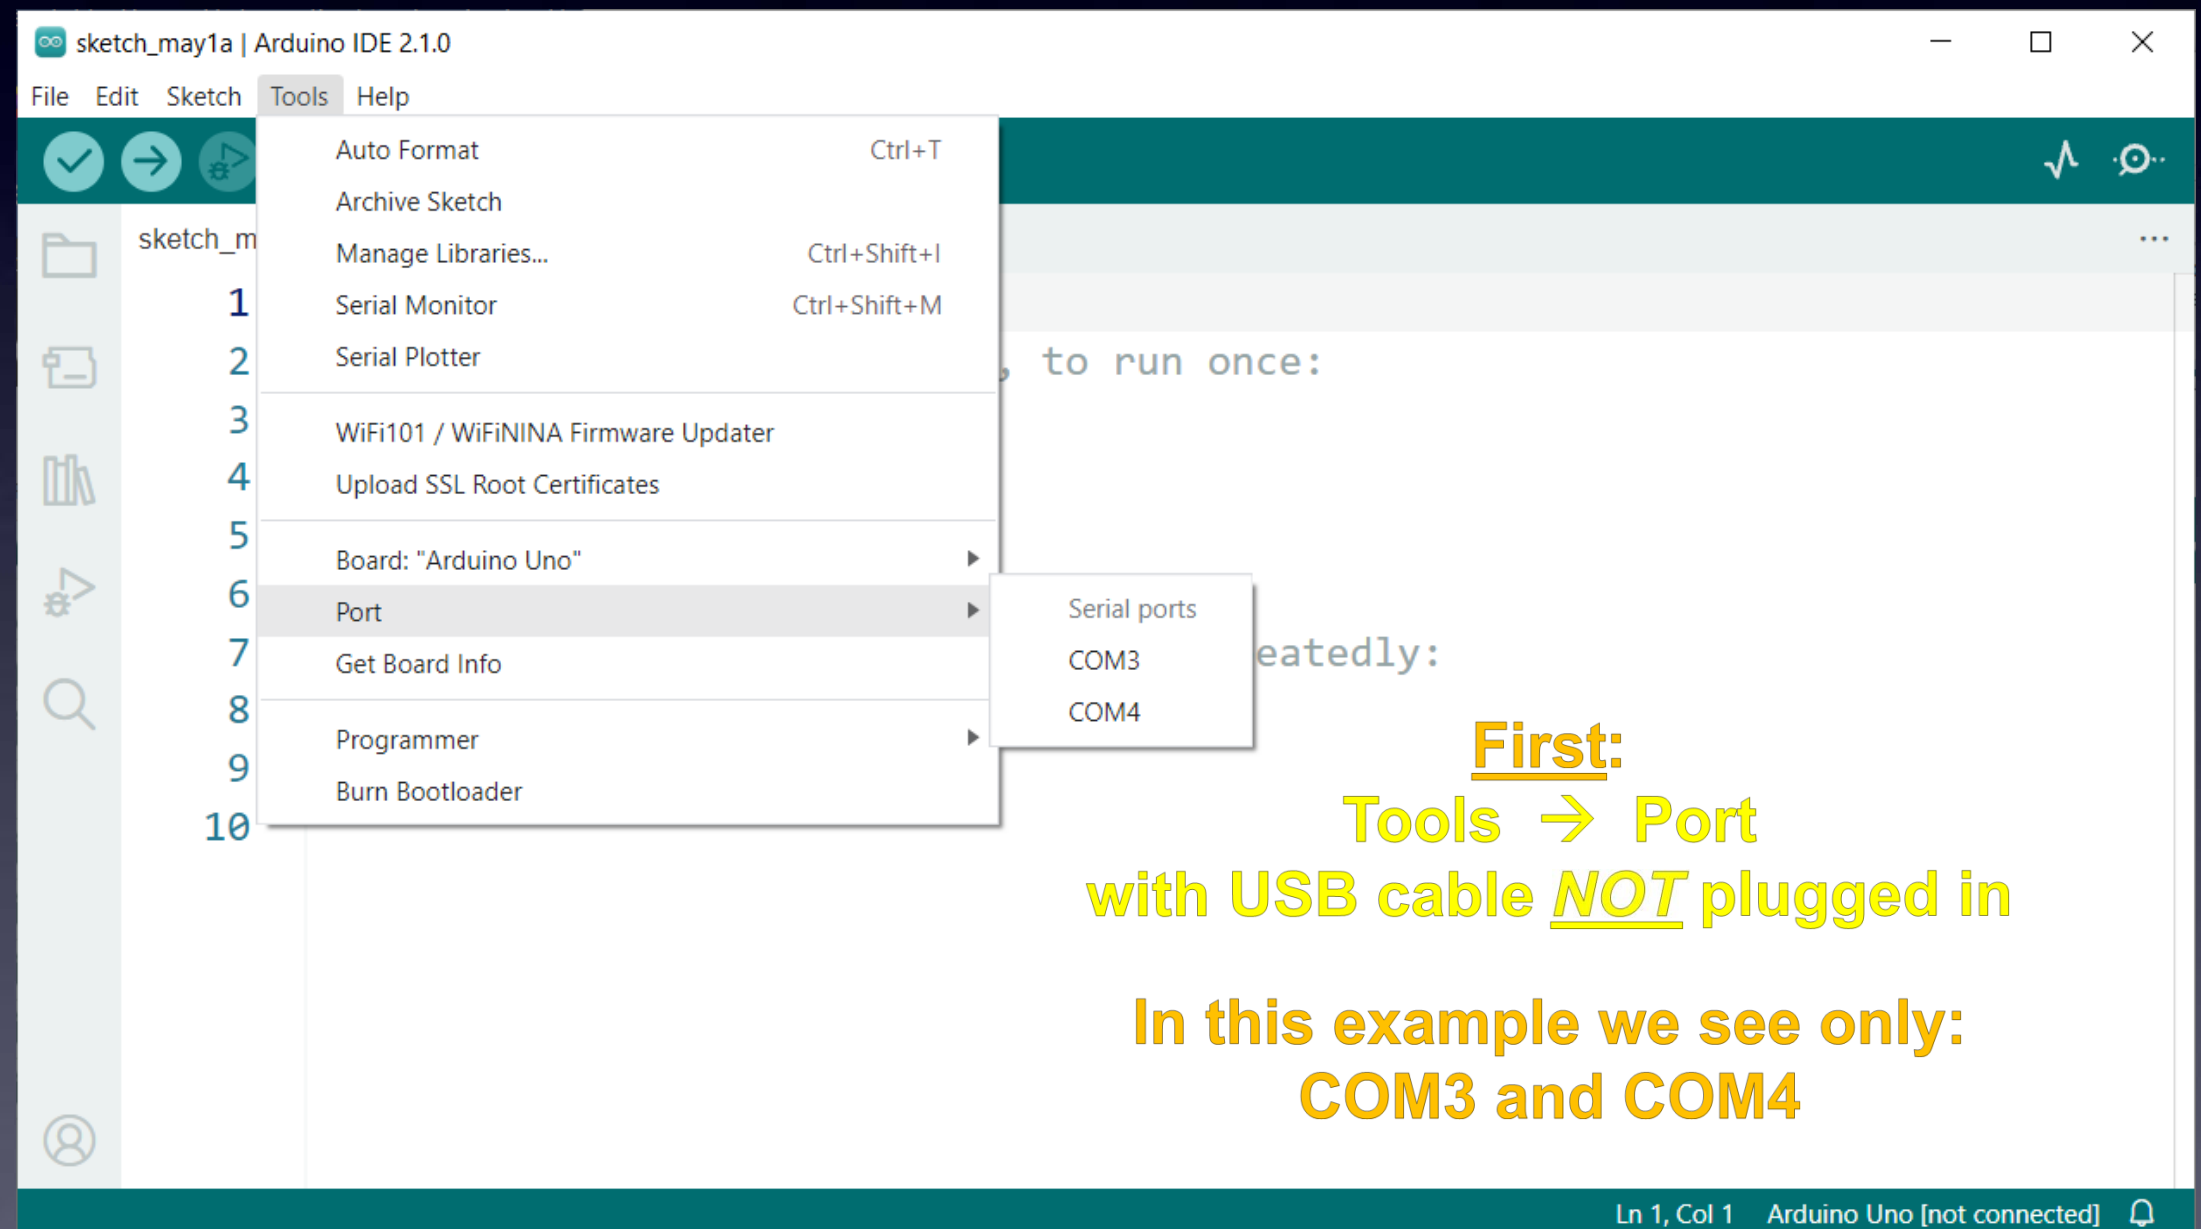 sketch_may1a | Arduino IDE 2.1.0
File Edit Sketch Tools Help
Auto Format Ctrl+T
Archive Sketch
Manage Libraries... Ctrl+Shift+I
Serial Monitor Ctrl+Shift+M
Serial Plotter
WiFi101 / WiFiNINA Firmware Updater
Upload SSL Root Certificates
Board: "Arduino Uno"
Port
Get Board Info
Programmer
Burn Bootloader
Serial ports
COM3
COM4
sketch_m
1
2 , to run once:
3
4
5
6
7 eatedly:
8
9
10
First:
Tools → Port
with USB cable NOT plugged in
In this example we see only:
COM3 and COM4
Ln 1, Col 1 Arduino Uno [not connected]